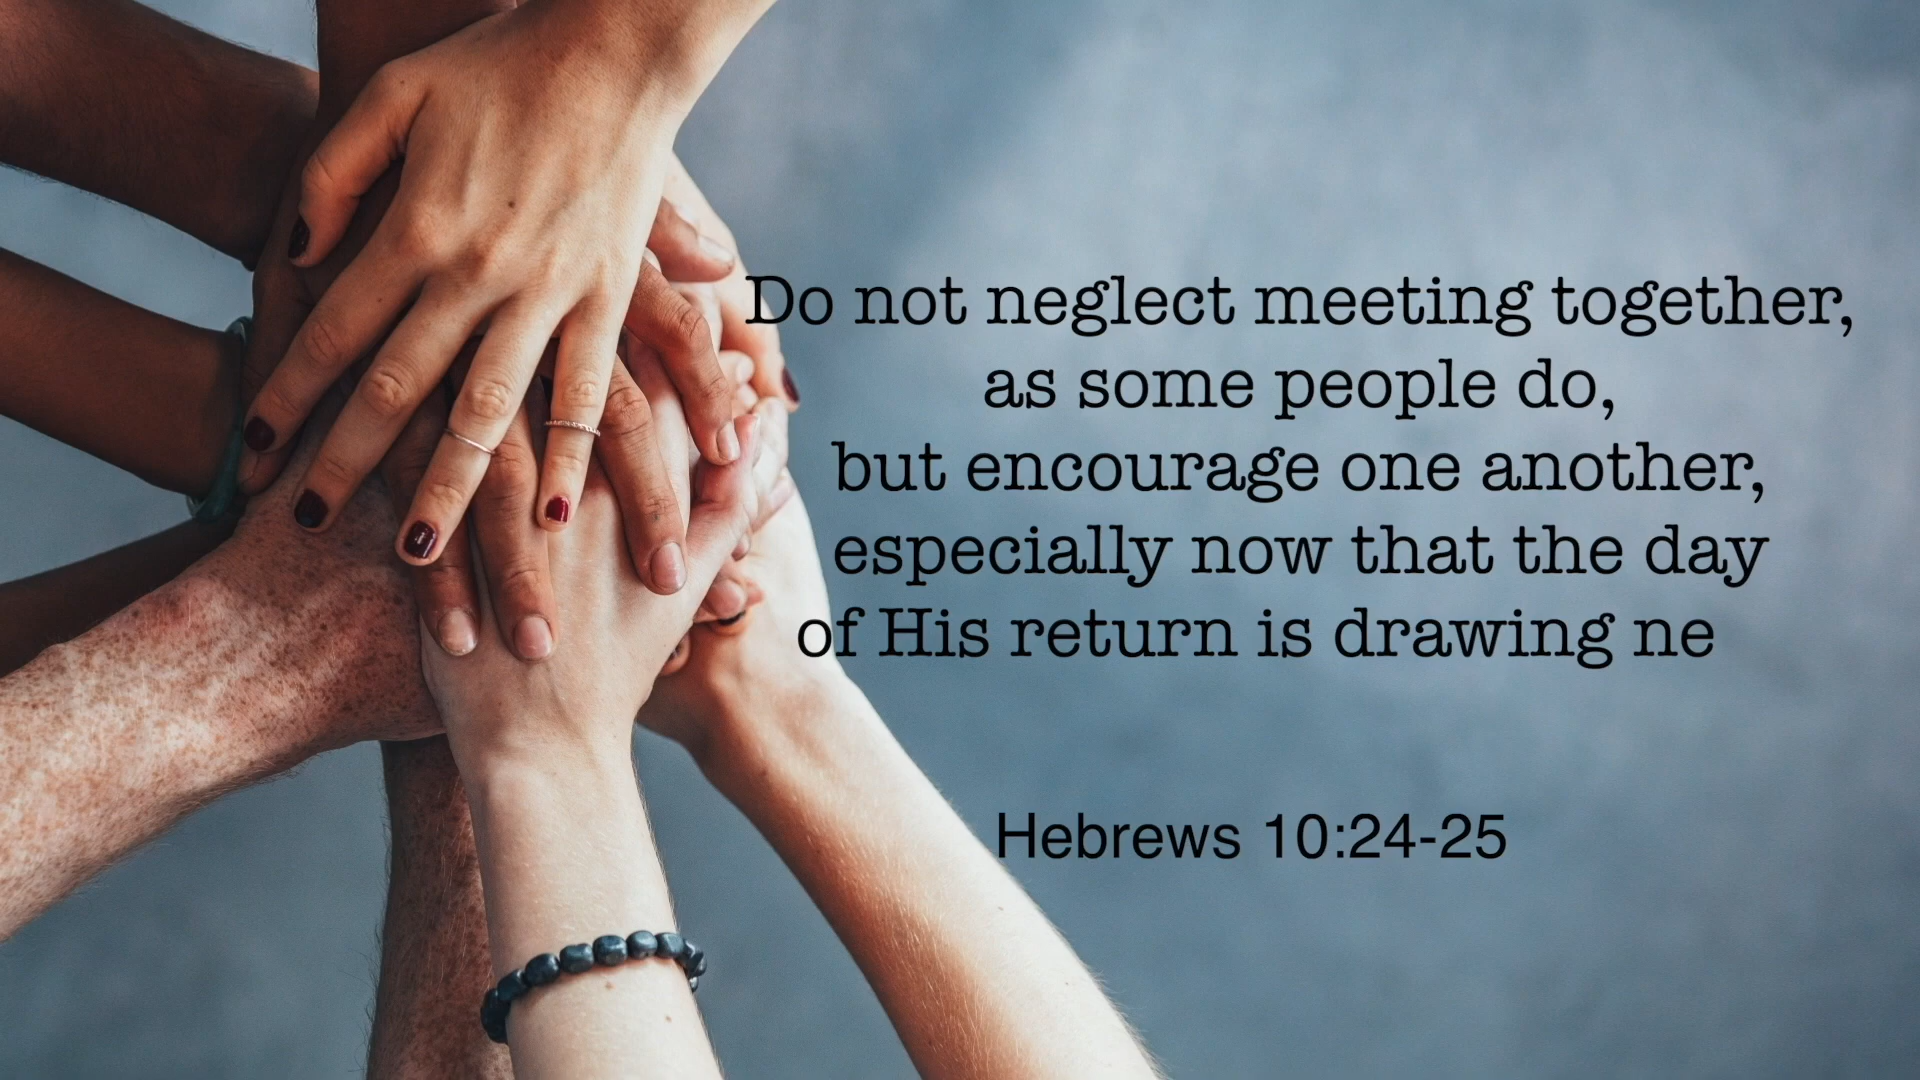 Do not neglect meeting together,
as some people do,
but encourage one another,
especially now that the day
of His return is drawing ne
Hebrews 10:24-25